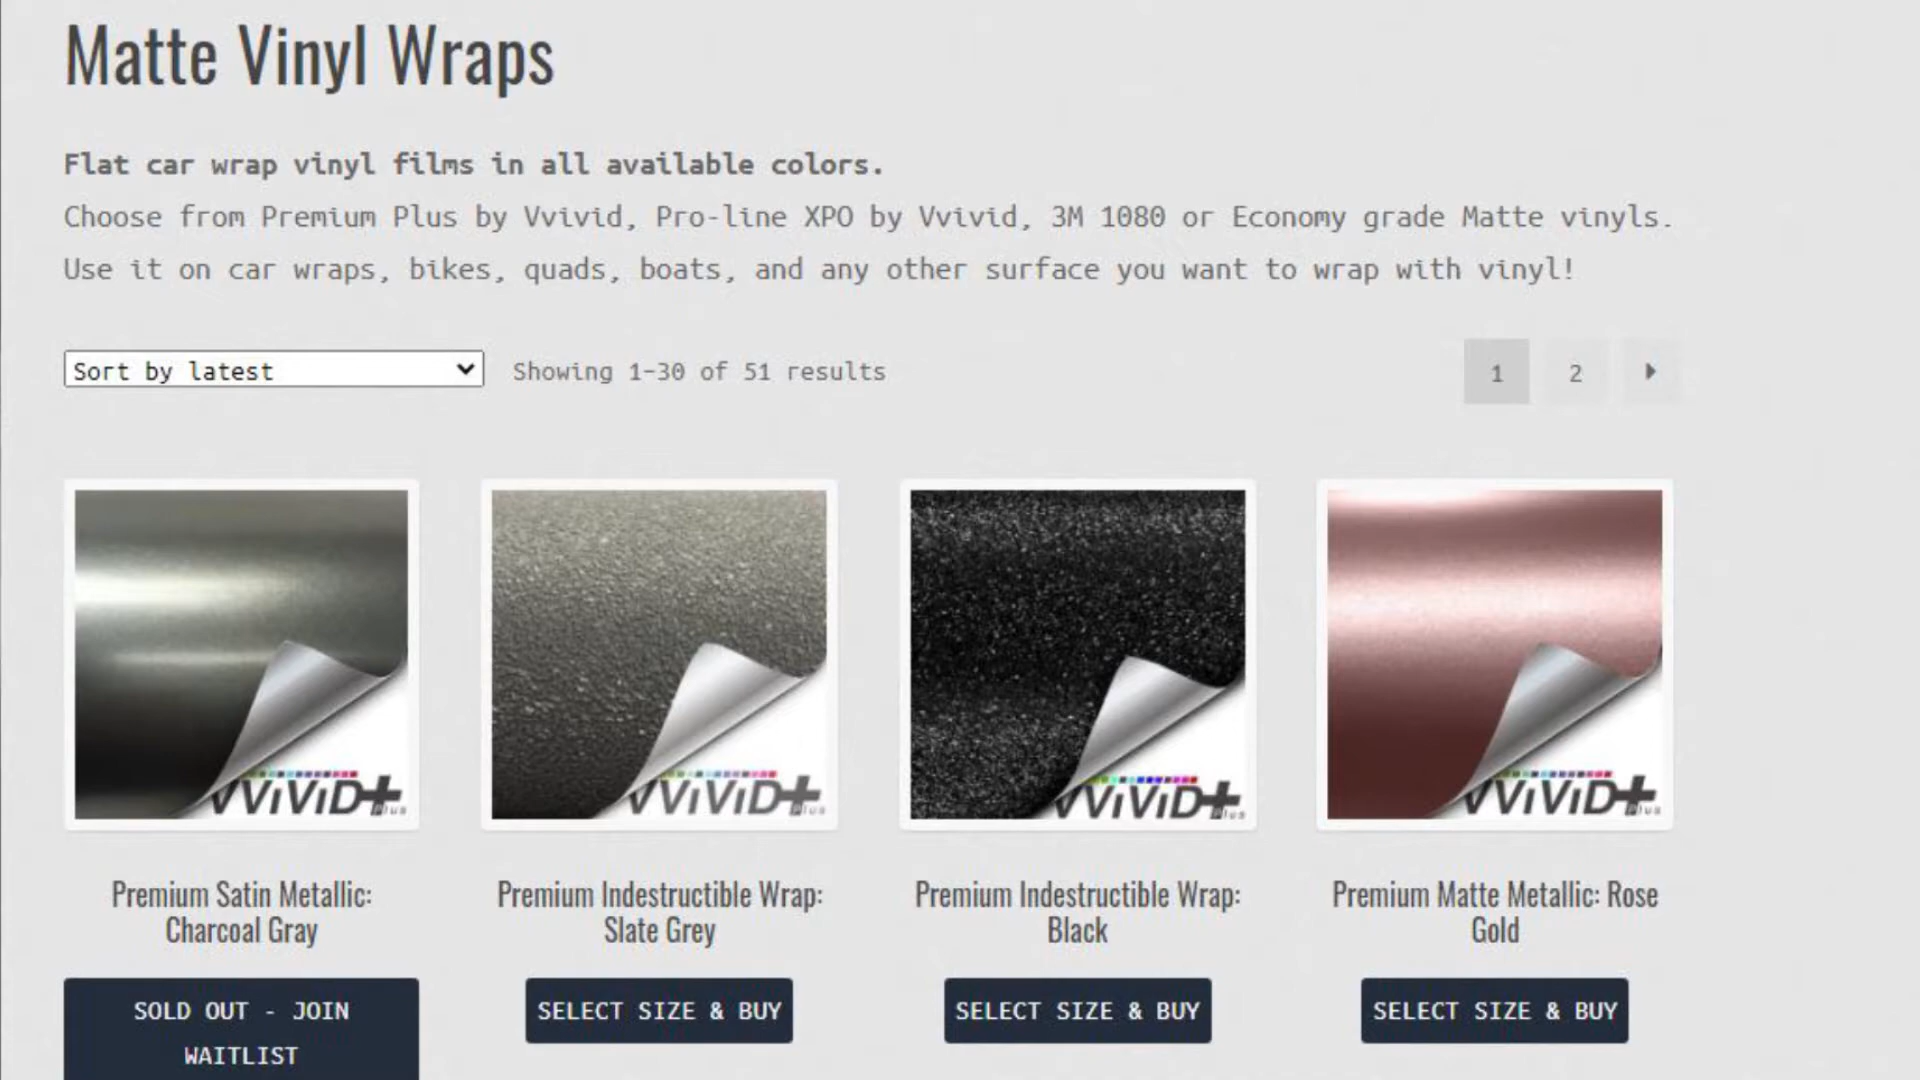 Matte Vinyl Wraps
Flat car wrap vinyl films in all available colors.
Choose from Premium Plus by Vvivid, Pro-line XPO by Vvivid, 3M 1080 or Economy grade Matte vinyls.
Use it on car wraps, bikes, quads, boats, and any other surface you want to wrap with vinyl!
Sort by latest
Showing 1–30 of 51 results
1 2
VViViD+ plus
VViViD+ plus
VViViD+ plus
VViViD+ plus
Premium Satin Metallic:
Charcoal Gray
Premium Indestructible Wrap:
Slate Grey
Premium Indestructible Wrap:
Black
Premium Matte Metallic: Rose
Gold
SOLD OUT - JOIN
WAITLIST
SELECT SIZE & BUY
SELECT SIZE & BUY
SELECT SIZE & BUY